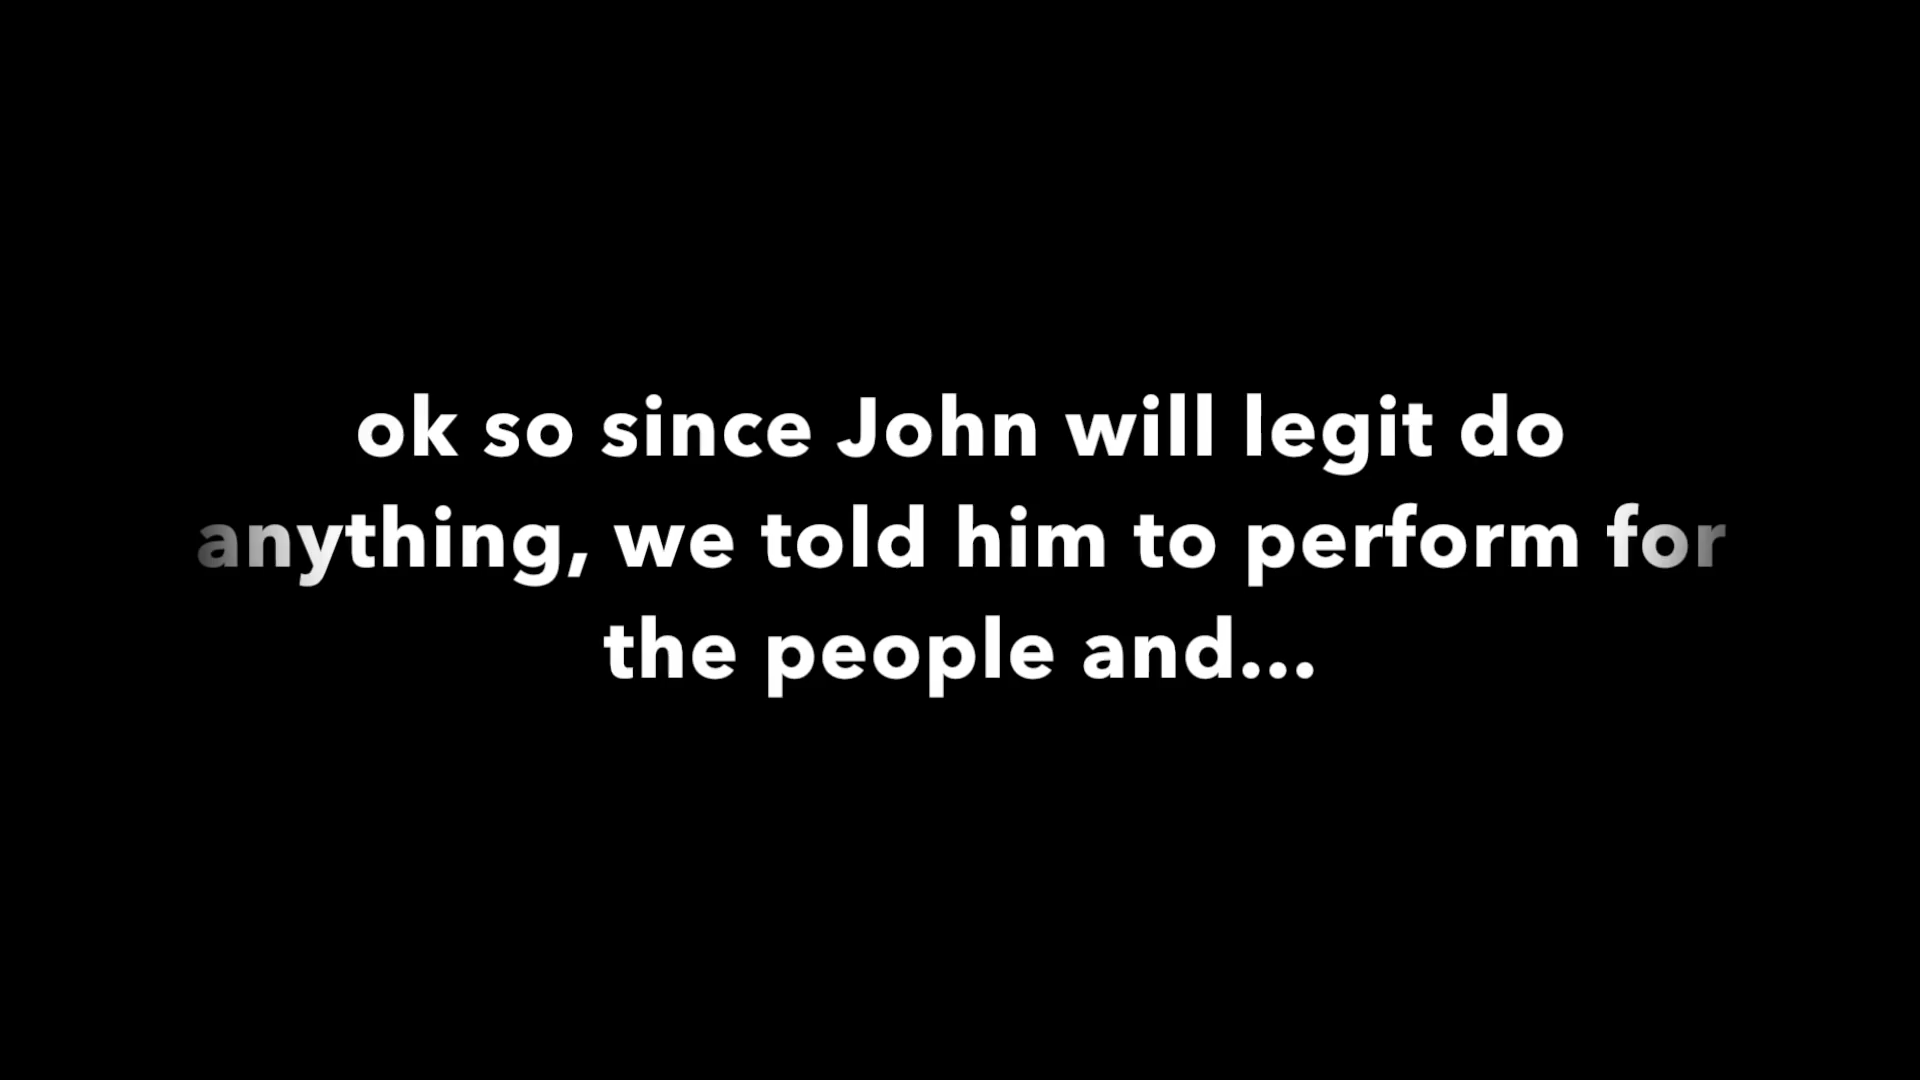 ok so since John will legit do
anything, we told him to perform for
the people and...